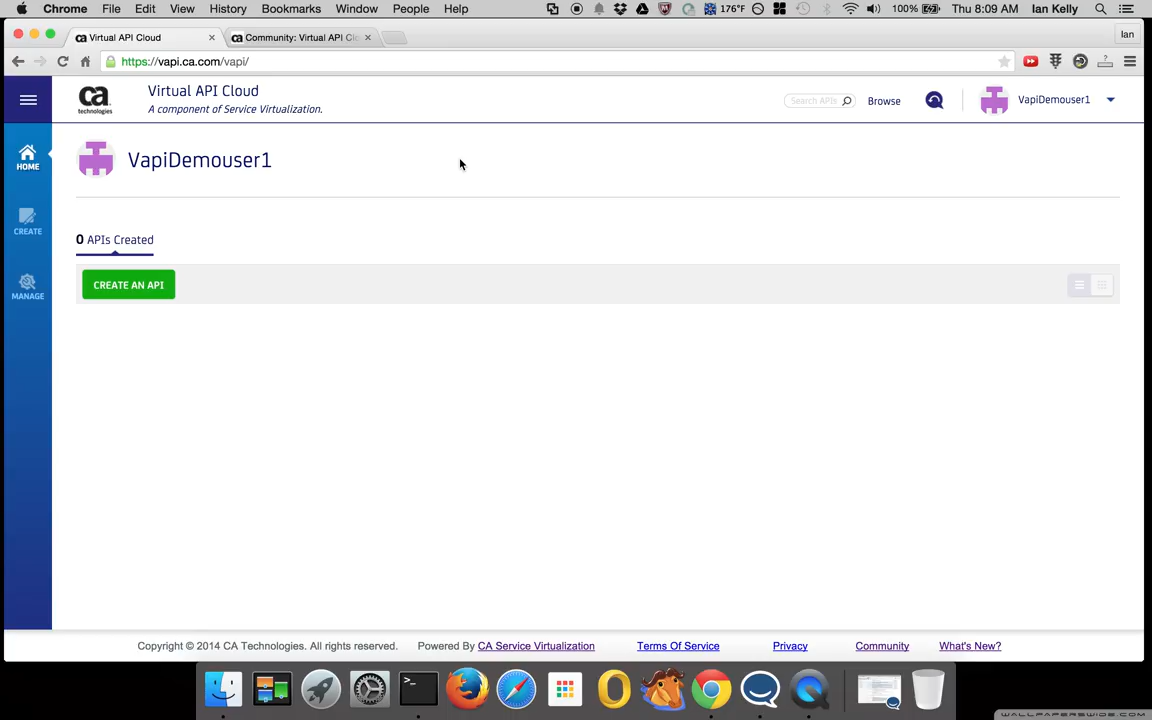 Chrome File Edit View History Bookmarks Window People Help 176°F 100% Thu 8:09 AM Ian Kelly
Virtual API Cloud Community: Virtual API Clo Ian
https://vapi.ca.com/vapi/
ca technologies
Virtual API Cloud
A component of Service Virtualization.
Search APIs Browse VapiDemouser1
HOME
CREATE
MANAGE
VapiDemouser1
0 APIs Created
CREATE AN API
Copyright © 2014 CA Technologies. All rights reserved. Powered By CA Service Virtualization Terms Of Service Privacy Community What's New?
WALLPAPERSWIDE.COM